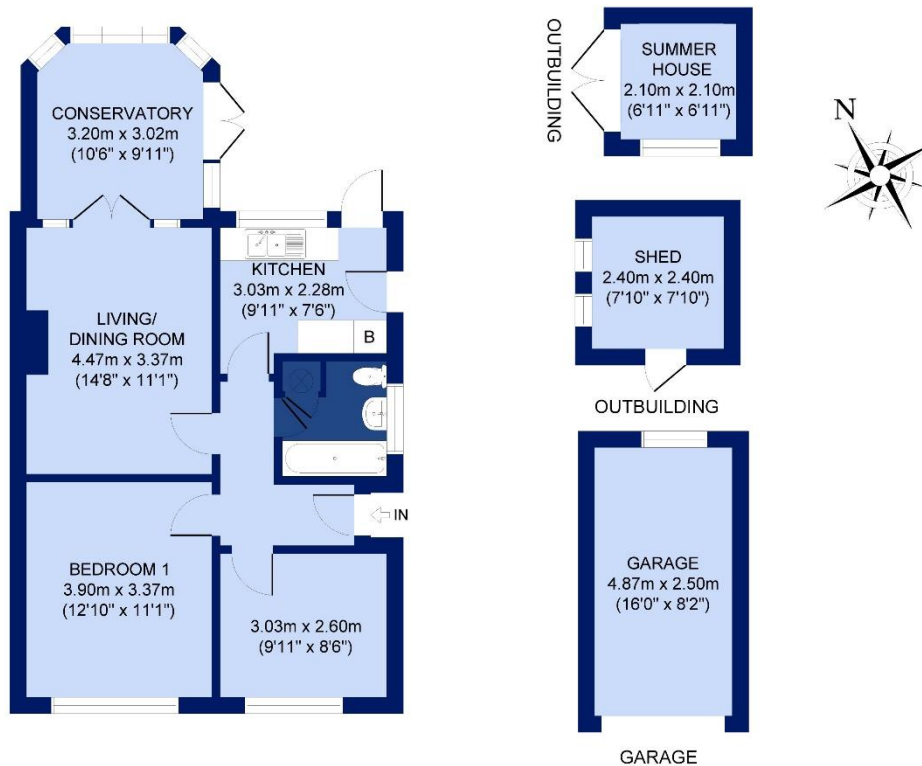 CONSERVATORY
3.20m x 3.02m
(10'6" x 9'11")
LIVING/
DINING ROOM
4.47m x 3.37m
(14'8" x 11'1")
KITCHEN
3.03m x 2.28m
(9'11" x 7'6")
B
IN
BEDROOM 1
3.90m x 3.37m
(12'10" x 11'1")
3.03m x 2.60m
(9'11" x 8'6")
OUTBUILDING
SUMMER
HOUSE
2.10m x 2.10m
(6'11" x 6'11")
N
SHED
2.40m x 2.40m
(7'10" x 7'10")
OUTBUILDING
GARAGE
4.87m x 2.50m
(16'0" x 8'2")
GARAGE